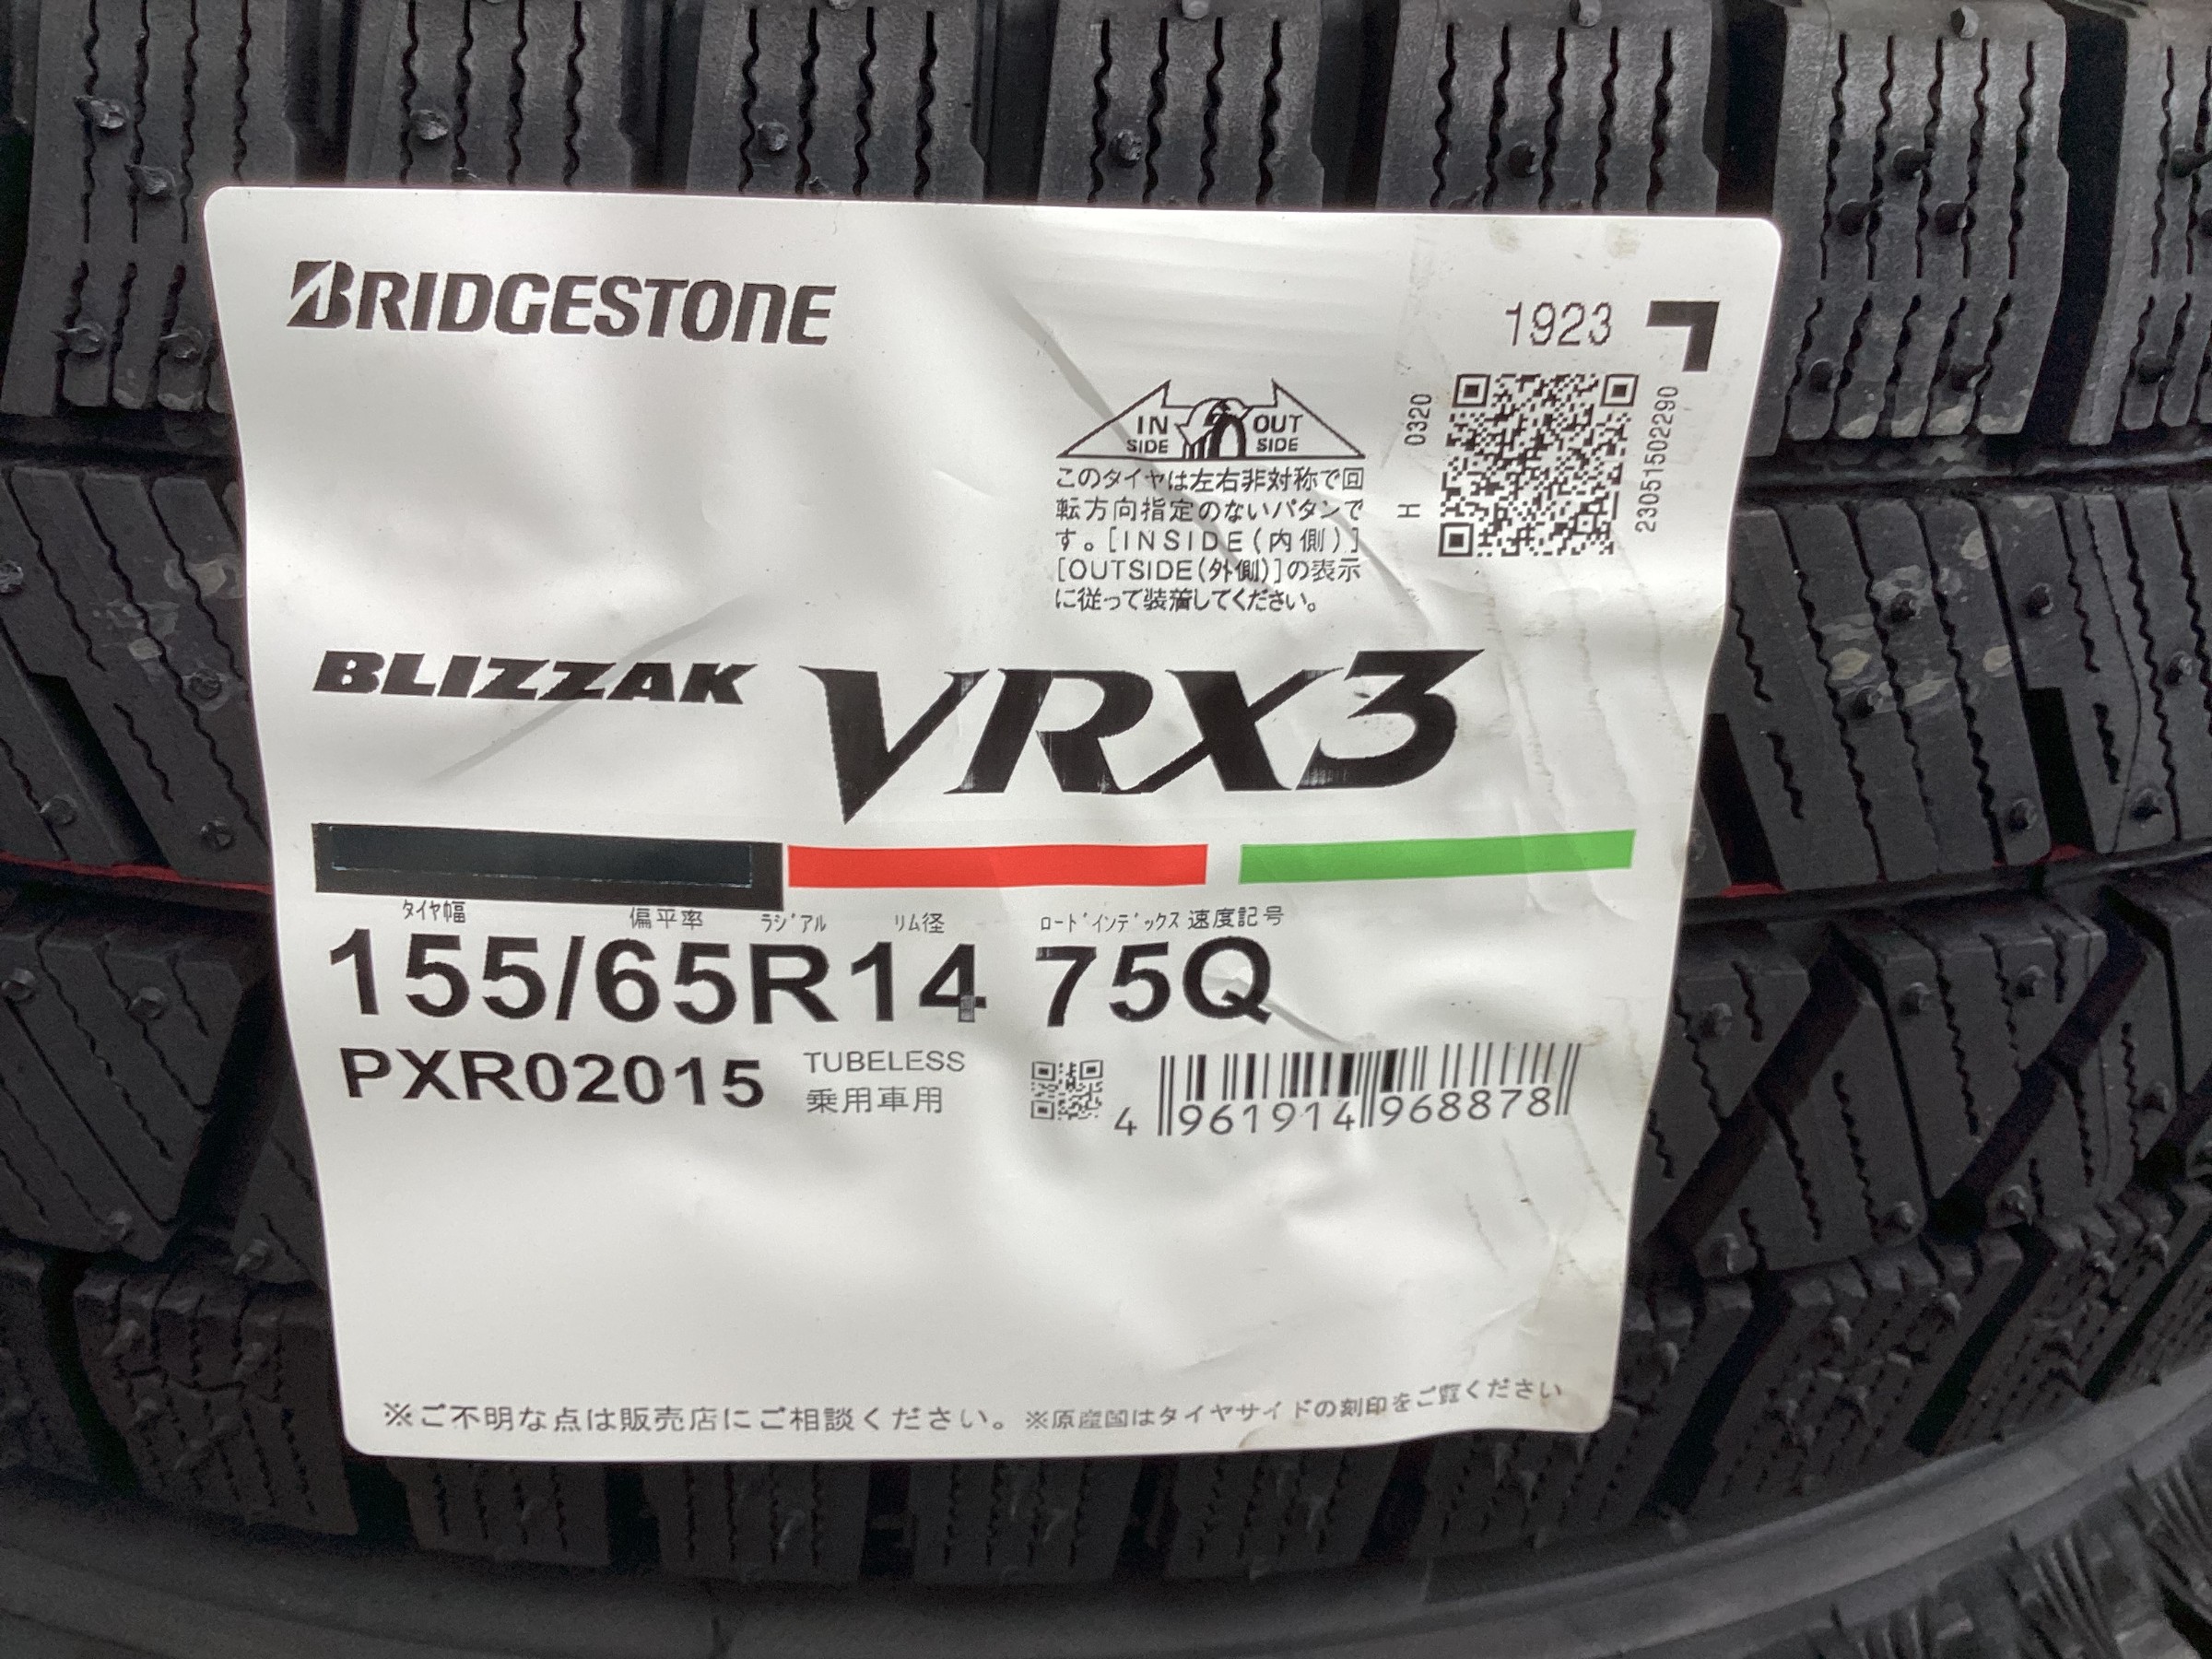 BRIDGESTONE
1923
IN SIDE
OUT SIDE
このタイヤは左右非対称で回
転方向指定のないパタンで
す。[INSIDE(内側)]
[OUTSIDE(外側)]の表示
に従って装着してください。
H 0320
230515022​90
BLIZZAK VRX3
タイヤ幅 偏平率 ラジアル リム径 ロードインデックス 速度記号
155/65R14 75Q
PXR02015 TUBELESS
乗用車用
4 961914 968878
※ご不明な点は販売店にご相談ください。※原産国はタイヤサイドの刻印をご覧ください